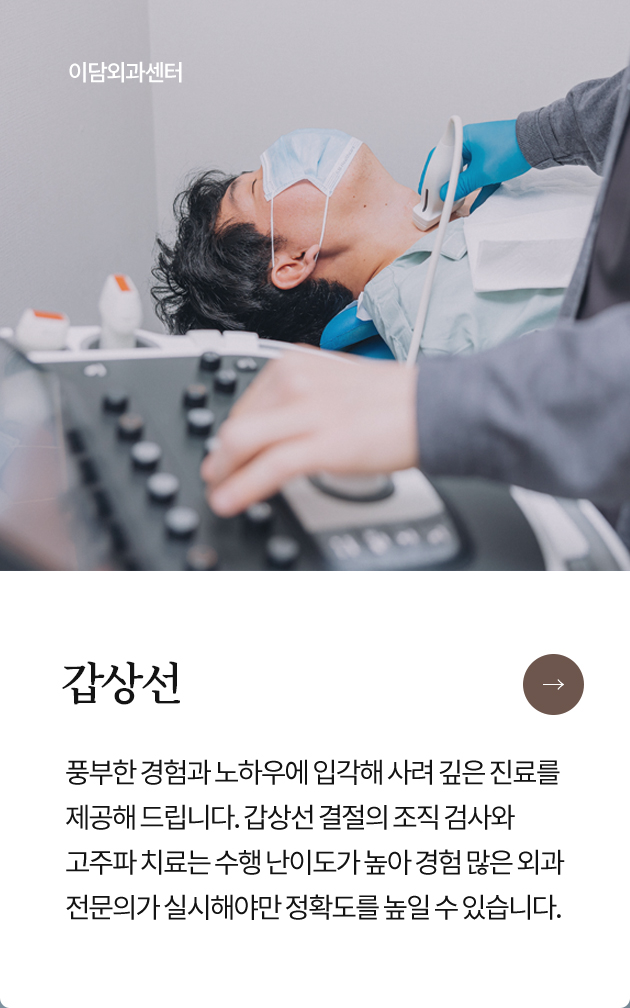 이담외과센터
갑상선
풍부한 경험과 노하우에 입각해 사려 깊은 진료를
제공해 드립니다. 갑상선 결절의 조직 검사와
고주파 치료는 수행 난이도가 높아 경험 많은 외과
전문의가 실시해야만 정확도를 높일 수 있습니다.